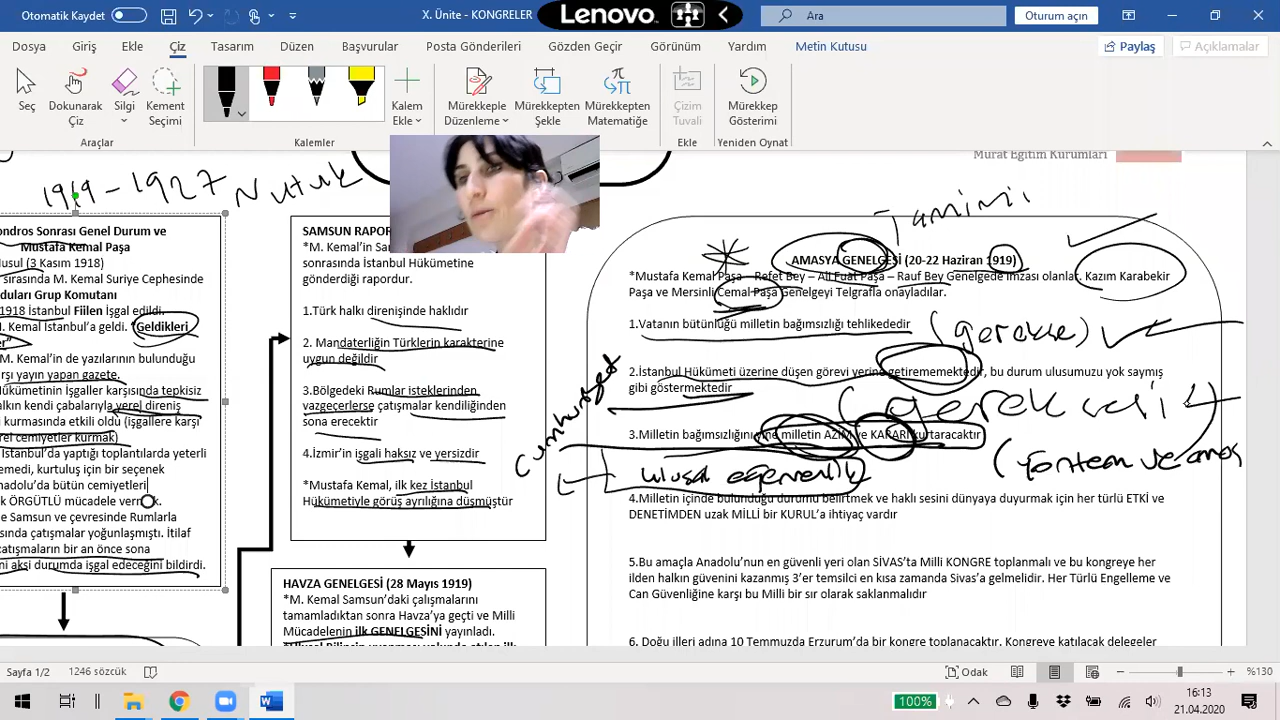 Otomatik Kaydet
X. Ünite - KONGRELER
Lenovo
Ara
Oturum açın
Dosya Giriş Ekle Çiz Tasarım Düzen Başvurular Posta Gönderileri Gözden Geçir Görünüm Yardım Metin Kutusu
Paylaş Açıklamalar
Seç Dokunarak Çiz Silgi Kement Seçimi Kalem Ekle Mürekkeple Düzenleme Mürekkepten Şekle Mürekkepten Matematiğe Çizim Tuvali Mürekkep Gösterimi
Araçlar Kalemler Dönüştür Ekle Yeniden Oynat
Murat Eğitim Kurumları
1919 - 1927 Nutuk
ondros Sonrası Genel Durum ve
Mustafa Kemal Paşa
usul (3 Kasım 1918)
sırasında M. Kemal Suriye Cephesinde
duları Grup Komutanı
1918 İstanbul Fiilen İşgal edildi.
M. Kemal İstanbul'a geldi. "Geldikleri
er"
M. Kemal'in de yazılarının bulunduğu
arşı yayın yapan gazete.
Hükümetinin İşgaller karşısında tepkisiz
alkın kendi çabalarıyla yerel direniş
kurmasında etkili oldu (işgallere karşı
erel cemiyetler kurmak)
İstanbul'da yaptığı toplantılarda yeterli
emedi, kurtuluş için bir seçenek
nadolu'da bütün cemiyetleri
k ÖRGÜTLÜ mücadele vermek.
e Samsun ve çevresinde Rumlarla
asında çatışmalar yoğunlaşmıştı. İtilaf
çatışmaların bir an önce sona
ni aksi durumda işgal edeceğini bildirdi.
SAMSUN RAPOR
*M. Kemal'in Sam
sonrasında İstanbul Hükümetine
gönderdiği rapordur.
1.Türk halkı direnişinde haklıdır
2. Mandaterliğin Türklerin karakterine
uygun değildir
3.Bölgedeki Rumlar isteklerinden
vazgeçerlerse çatışmalar kendiliğinden
sona erecektir
4.İzmir'in işgali haksız ve yersizdir
*Mustafa Kemal, ilk kez İstanbul
Hükümetiyle görüş ayrılığına düşmüştür
HAVZA GENELGESİ (28 Mayıs 1919)
*M. Kemal Samsun'daki çalışmalarını
tamamladıktan sonra Havza'ya geçti ve Milli
Mücadelenin ilk GENELGESİNİ yayınladı.
Tamimi
AMASYA GENELGESİ (20-22 Haziran 1919)
*Mustafa Kemal Paşa – Refet Bey – Ali Fuat Paşa - Rauf Bey Genelgede imzası olanlar. Kazım Karabekir
Paşa ve Mersinli Cemal Paşa Genelgeyi Telgrafla onayladılar.
1.Vatanın bütünlüğü milletin bağımsızlığı tehlikededir
(gerekçe)
2.İstanbul Hükümeti üzerine düşen görevi yerine getirememektedir, bu durum ulusumuzu yok saymış
gibi göstermektedir
3.Milletin bağımsızlığını yine milletin AZİM ve KARARI kurtaracaktır
(yöntem ve amaç
Cumhuriyet
ulusal egemenlik
4.Milletin içinde bulunduğu durumu belirtmek ve haklı sesini dünyaya duyurmak için her türlü ETKİ ve
DENETİMDEN uzak MİLLİ bir KURUL'a ihtiyaç vardır
5.Bu amaçla Anadolu'nun en güvenli yeri olan SİVAS'ta Milli KONGRE toplanmalı ve bu kongreye her
ilden halkın güvenini kazanmış 3'er temsilci en kısa zamanda Sivas'a gelmelidir. Her Türlü Engelleme ve
Can Güvenliğine karşı bu Milli bir sır olarak saklanmalıdır
6. Doğu illeri adına 10 Temmuzda Erzurum'da bir kongre toplanacaktır. Kongreye katılacak delegeler
Sayfa 1/2 1246 sözcük
Odak
%130
100%
16:13
21.04.2020